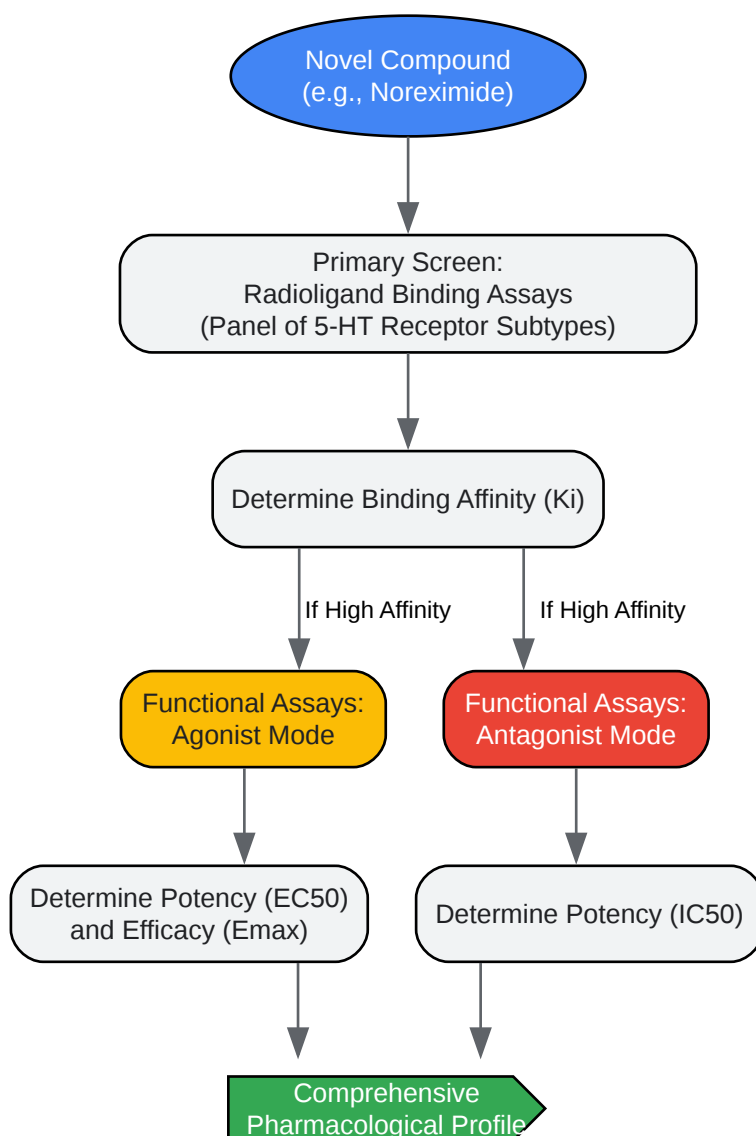 Novel Compound
(e.g., Noreximide)
Primary Screen:
Radioligand Binding Assays
(Panel of 5-HT Receptor Subtypes)
Determine Binding Affinity (Ki)
If High Affinity
If High Affinity
Functional Assays:
Agonist Mode
Functional Assays:
Antagonist Mode
Determine Potency (EC50)
and Efficacy (Emax)
Determine Potency (IC50)
Comprehensive
Pharmacological Profile